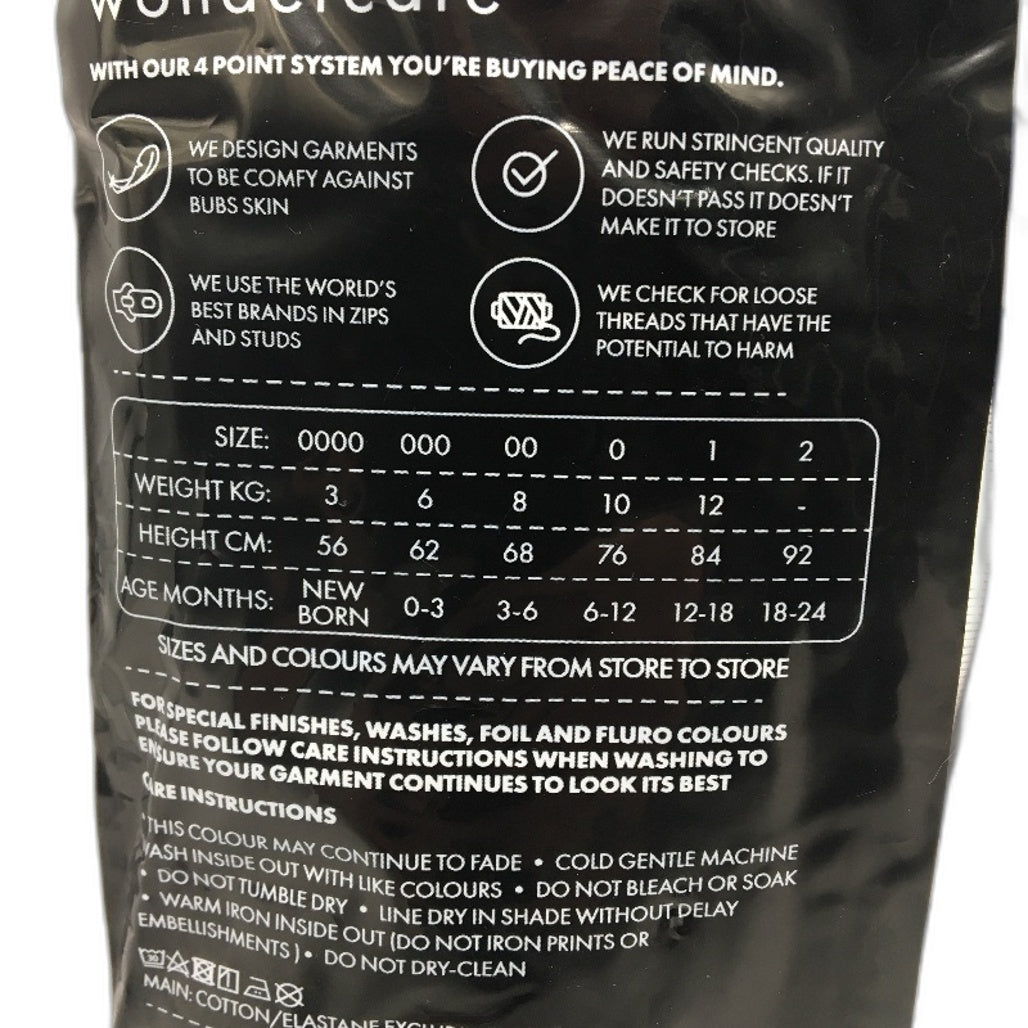 wondercare
WITH OUR 4 POINT SYSTEM YOU'RE BUYING PEACE OF MIND.
WE DESIGN GARMENTS
TO BE COMFY AGAINST
BUBS SKIN
WE RUN STRINGENT QUALITY
AND SAFETY CHECKS. IF IT
DOESN'T PASS IT DOESN'T
MAKE IT TO STORE
WE USE THE WORLD'S
BEST BRANDS IN ZIPS
AND STUDS
WE CHECK FOR LOOSE
THREADS THAT HAVE THE
POTENTIAL TO HARM
SIZE: 0000 000 00 0 1 2
WEIGHT KG: 3 6 8 10 12 -
HEIGHT CM: 56 62 68 76 84 92
AGE MONTHS: NEW BORN 0-3 3-6 6-12 12-18 18-24
SIZES AND COLOURS MAY VARY FROM STORE TO STORE
FOR SPECIAL FINISHES, WASHES, FOIL AND FLURO COLOURS
PLEASE FOLLOW CARE INSTRUCTIONS WHEN WASHING TO
ENSURE YOUR GARMENT CONTINUES TO LOOK ITS BEST
CARE INSTRUCTIONS
*THIS COLOUR MAY CONTINUE TO FADE • COLD GENTLE MACHINE
WASH INSIDE OUT WITH LIKE COLOURS • DO NOT BLEACH OR SOAK
• DO NOT TUMBLE DRY • LINE DRY IN SHADE WITHOUT DELAY
• WARM IRON INSIDE OUT (DO NOT IRON PRINTS OR
EMBELLISHMENTS) • DO NOT DRY-CLEAN
30
MAIN: COTTON/ELASTANE